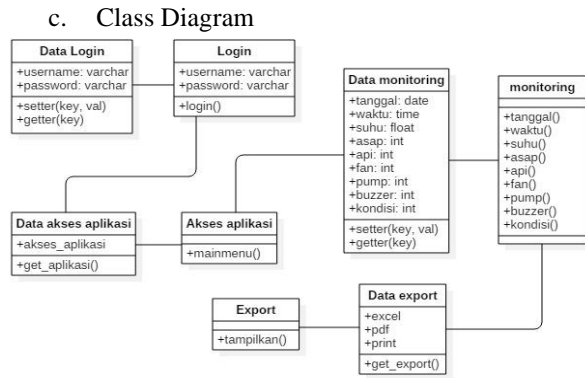 c. Class Diagram
Data Login
+username: varchar
+password: varchar
+setter(key, val)
+getter(key)
Login
+username: varchar
+password: varchar
+login()
Data monitoring
+tanggal: date
+waktu: time
+suhu: float
+asap: int
+api: int
+fan: int
+pump: int
+buzzer: int
+kondisi: int
+setter(key, val)
+getter(key)
monitoring
+tanggal()
+waktu()
+suhu()
+asap()
+api()
+fan()
+pump()
+buzzer()
+kondisi()
Data akses aplikasi
+akses_aplikasi
+get_aplikasi()
Akses aplikasi
+mainmenu()
Export
+tampilkan()
Data export
+excel
+pdf
+print
+get_export()